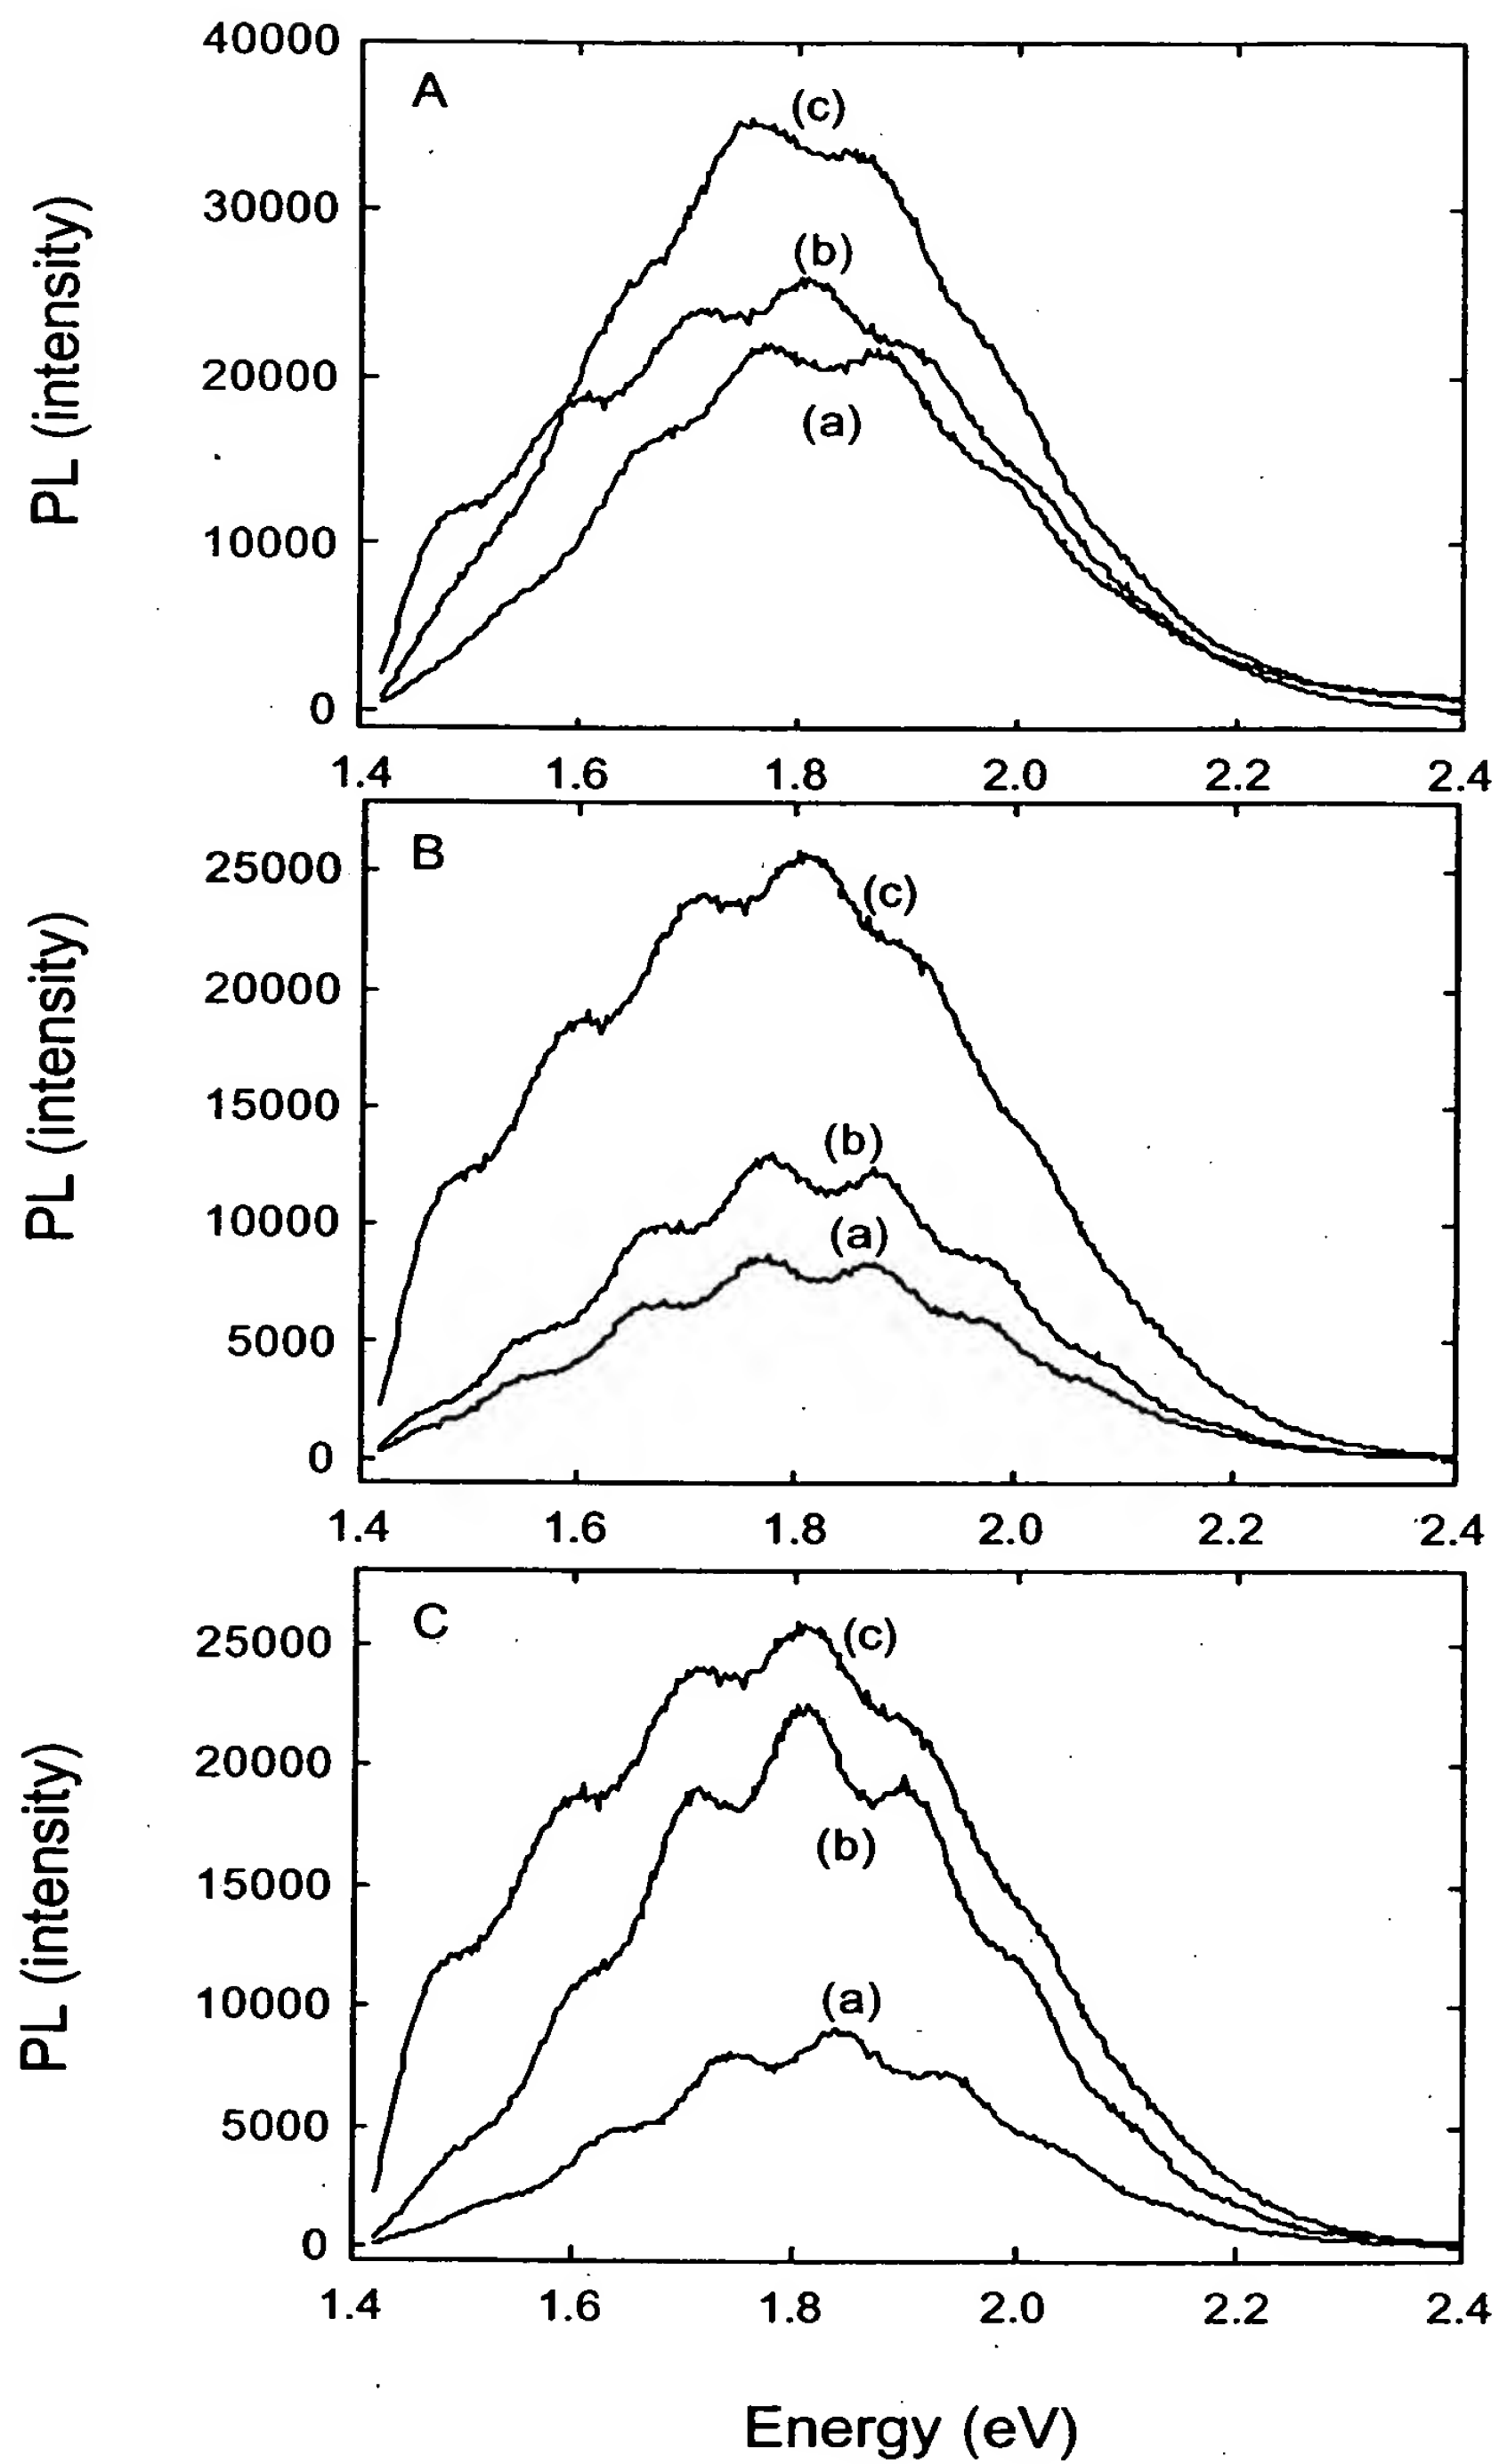 A
(c)
(b)
(a)
40000
30000
20000
10000
0
PL (intensity)
1.4 1.6 1.8 2.0 2.2 2.4
B
(c)
(b)
(a)
25000
20000
15000
10000
5000
0
PL (intensity)
1.4 1.6 1.8 2.0 2.2 2.4
C
(c)
(b)
(a)
25000
20000
15000
10000
5000
0
PL (intensity)
1.4 1.6 1.8 2.0 2.2 2.4
Energy (eV)